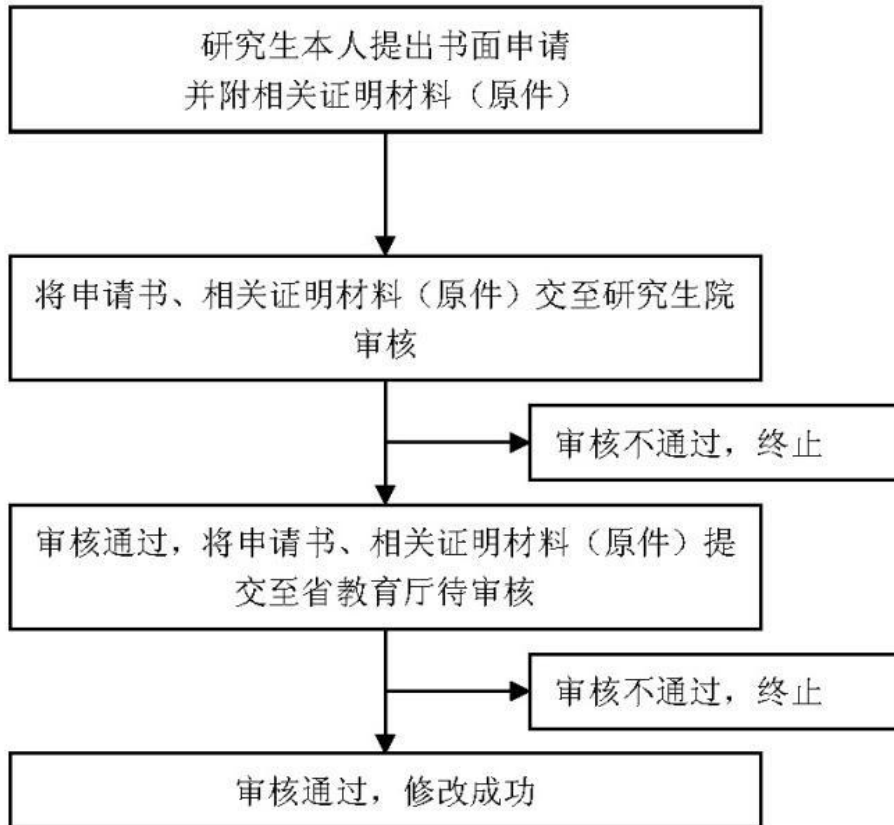 研究生本人提出书面申请
并附相关证明材料（原件）
将申请书、相关证明材料（原件）交至研究生院
审核
审核不通过，终止
审核通过，将申请书、相关证明材料（原件）提
交至省教育厅待审核
审核不通过，终止
审核通过，修改成功